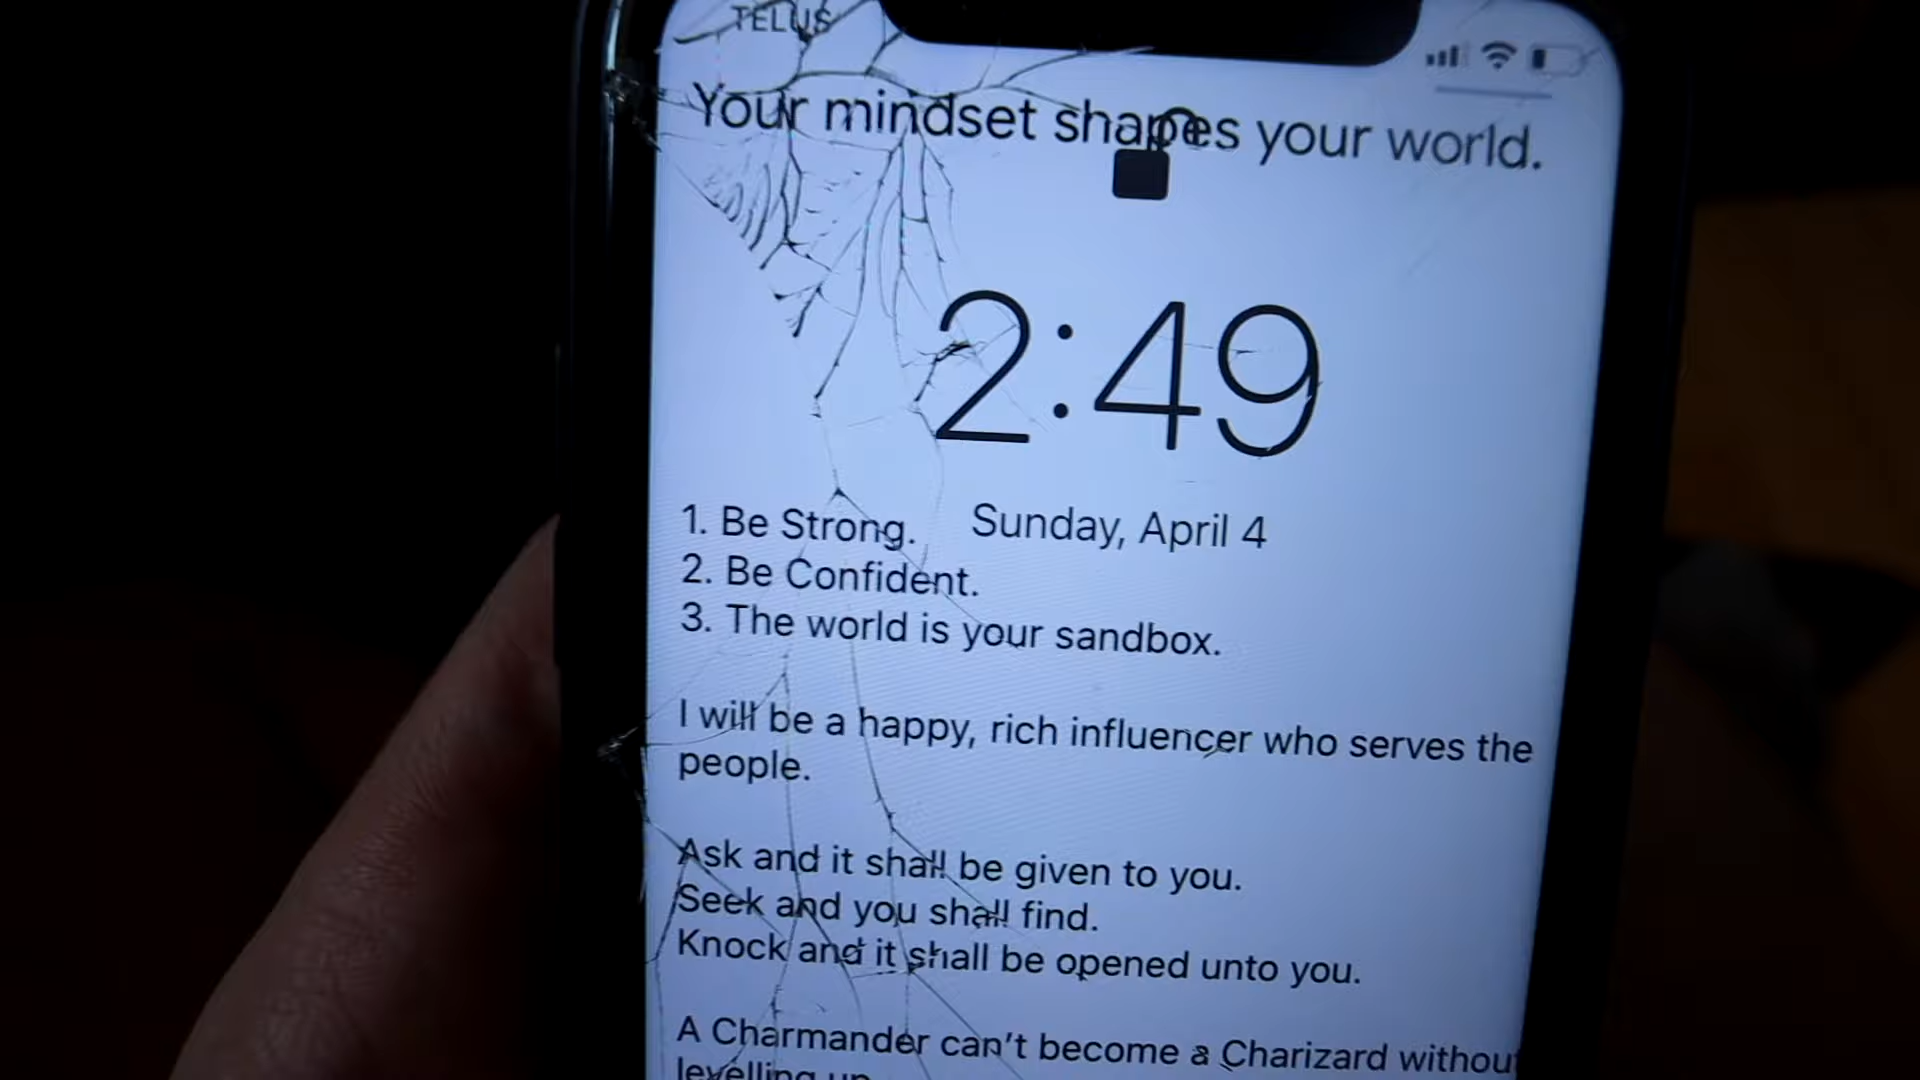 TELUS
Your mindset shapes your world.
2:49
Sunday, April 4
1. Be Strong.
2. Be Confident.
3. The world is your sandbox.
I will be a happy, rich influencer who serves the
people.
Ask and it shall be given to you.
Seek and you shall find.
Knock and it shall be opened unto you.
A Charmander can't become a Charizard without
levelling up